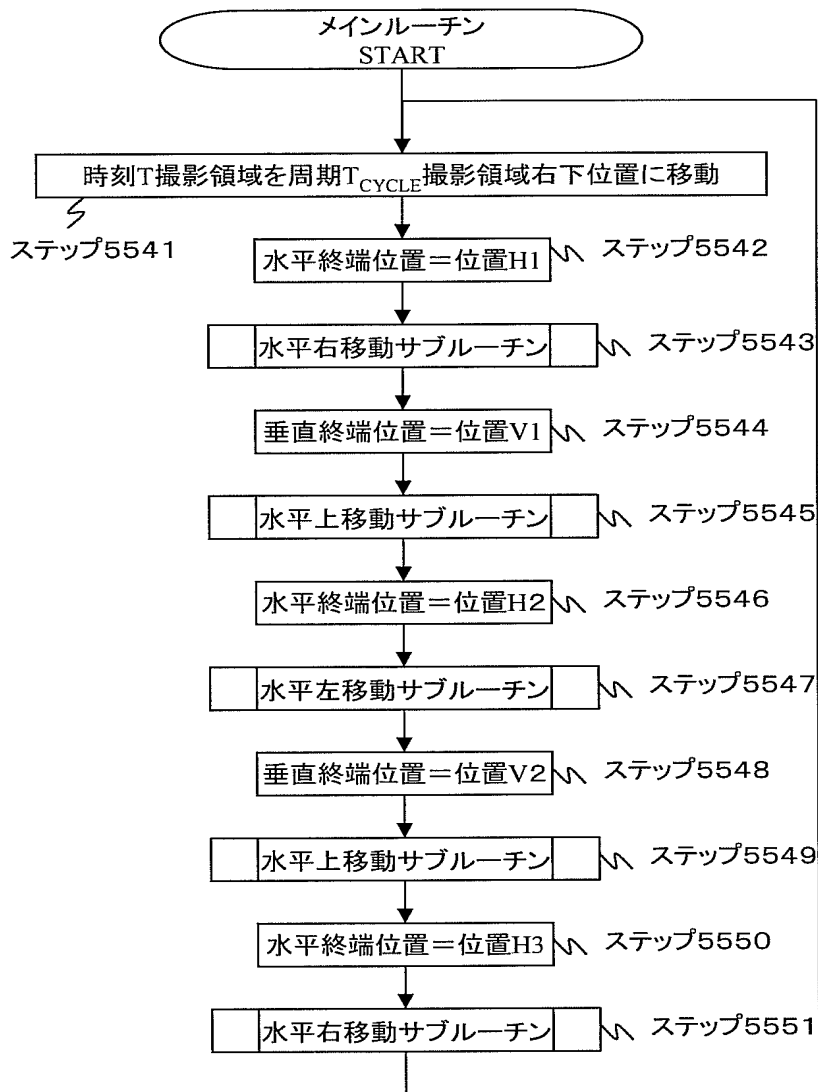 メインルーチン
START
時刻T撮影領域を周期TCYCLE撮影領域右下位置に移動
ステップ5541
水平終端位置＝位置H1
ステップ5542
水平右移動サブルーチン
ステップ5543
垂直終端位置＝位置V1
ステップ5544
水平上移動サブルーチン
ステップ5545
水平終端位置＝位置H2
ステップ5546
水平左移動サブルーチン
ステップ5547
垂直終端位置＝位置V2
ステップ5548
水平上移動サブルーチン
ステップ5549
水平終端位置＝位置H3
ステップ5550
水平右移動サブルーチン
ステップ5551